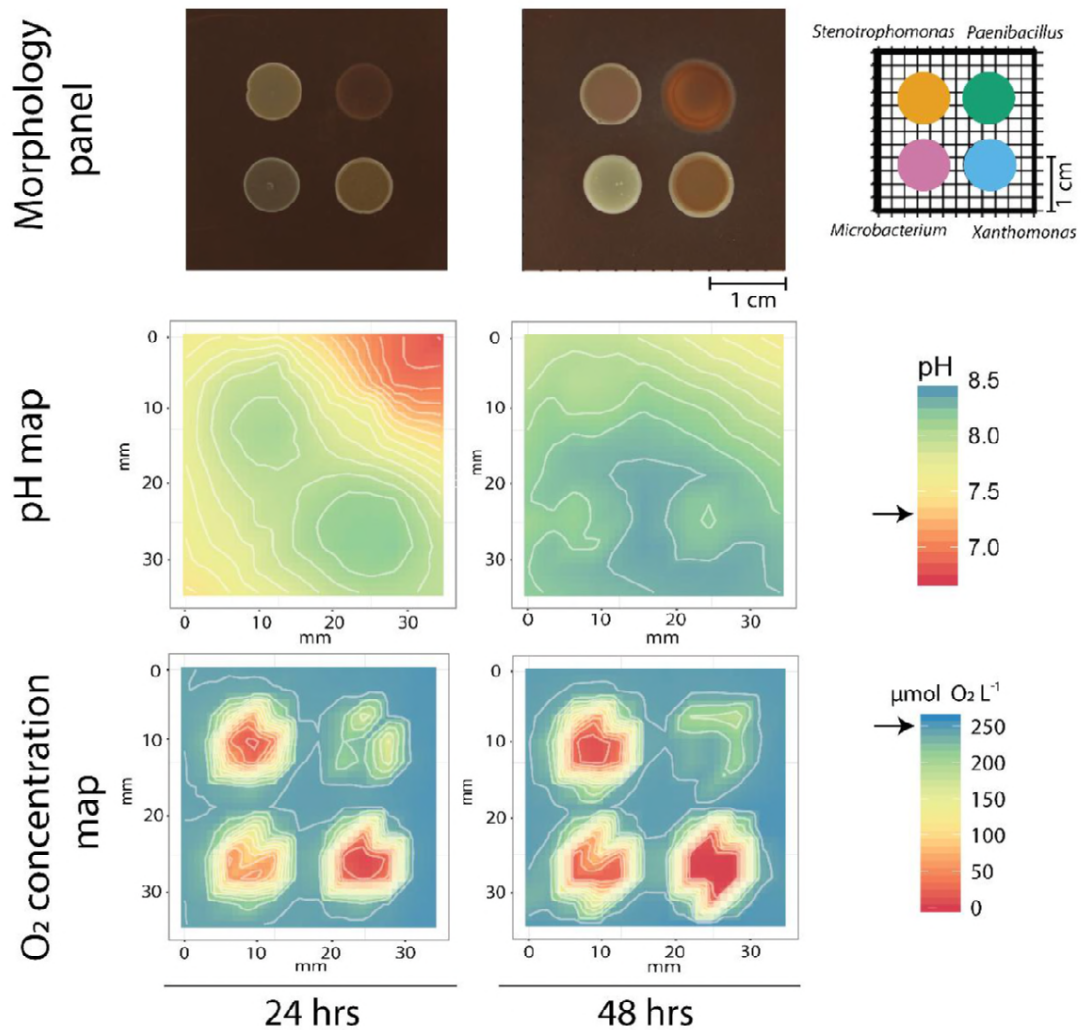 Morphology
panel
Stenotrophomonas Paenibacillus
1 cm
Microbacterium Xanthomonas
1 cm
pH map
0
10
20
30
mm
0 10 20 30
mm
0
10
20
30
mm
0 10 20 30
mm
pH
8.5
8.0
7.5
7.0
O₂ concentration
map
0
10
20
30
mm
0 10 20 30
mm
0
10
20
30
mm
0 10 20 30
mm
µmol O₂ L⁻¹
250
200
150
100
50
0
24 hrs
48 hrs